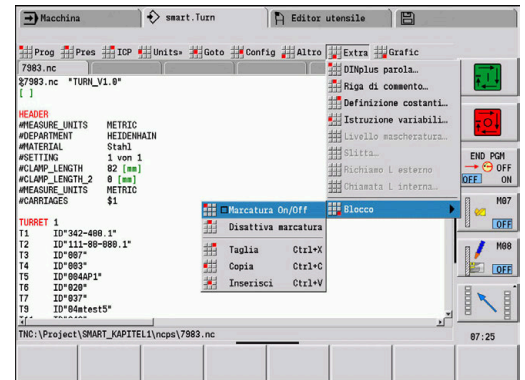 Macchina
smart.Turn
Editor utensile
Prog Pres ICP Units» Goto Config Altro Extra Grafic
7983.nc
%7983.nc "TURN_V1.0"
[ ]
HEADER
#MEASURE_UNITS METRIC
#DEPARTMENT HEIDENHAIN
#MATERIAL Stahl
#SETTING 1 von 1
#CLAMP_LENGTH 82 [mm]
#CLAMP_LENGTH_2 0 [mm]
#MEASURE_UNITS METRIC
#CARRIAGES $1
TURRET 1
T1 ID"342-400.1"
T2 ID"111-80-080.1"
T3 ID"007"
T4 ID"003"
T5 ID"004AP1"
T6 ID"020"
T7 ID"037"
T9 ID"04mtest5"
DINplus parola…
Riga di commento…
Definizione costanti…
Istruzione variabili…
Livello mascheratura…
Slitta…
Richiamo L esterno
Chiamata L interna…
Blocco
Marcatura On/Off
Disattiva marcatura
Taglia Ctrl+X
Copia Ctrl+C
Inserisci Ctrl+V
END PGM
OFF
OFF ON
M07
OFF
M08
OFF
TNC:\Project\SMART_KAPITEL1\ncps\7983.nc
07:25